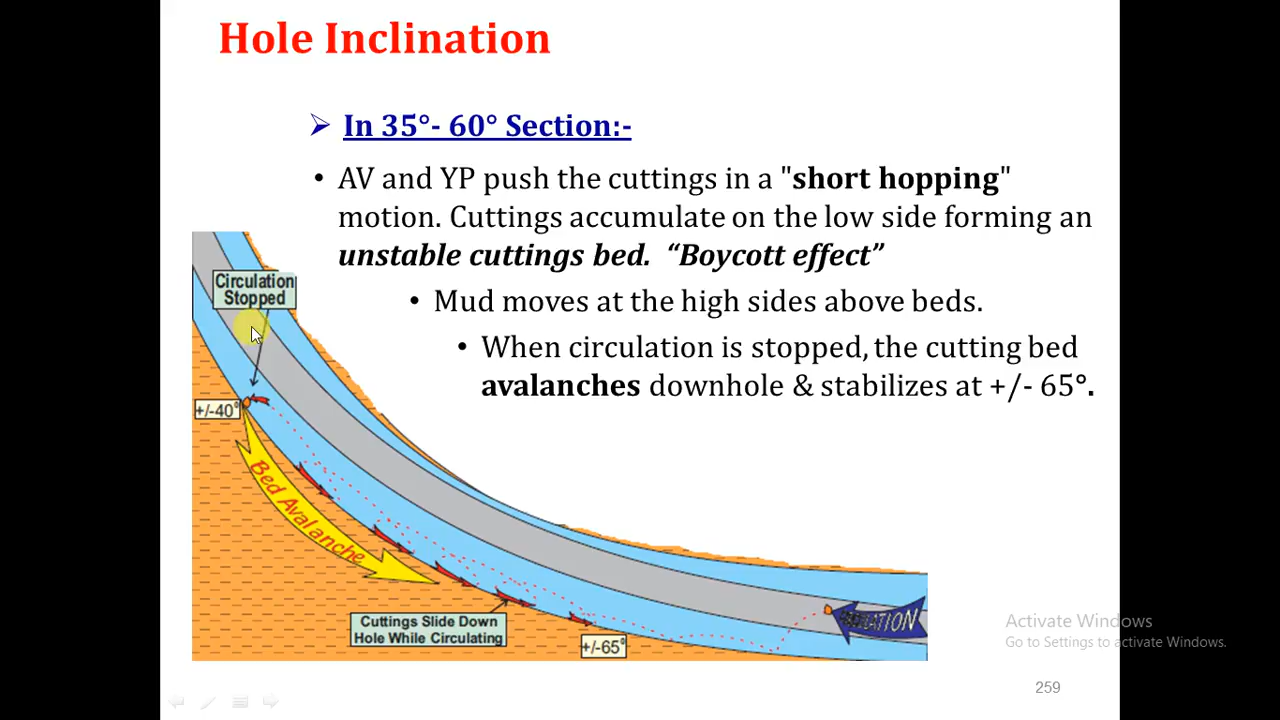 Hole Inclination
➢ In 35°- 60° Section:-
• AV and YP push the cuttings in a "short hopping"
motion. Cuttings accumulate on the low side forming an
unstable cuttings bed. “Boycott effect”
• Mud moves at the high sides above beds.
• When circulation is stopped, the cutting bed
avalanches downhole & stabilizes at +/- 65°.
Circulation
Stopped
+/-40°
Bed Avalanche
Cuttings Slide Down
Hole While Circulating
+/-65°
Activate Windows
Go to Settings to activate Windows.
259